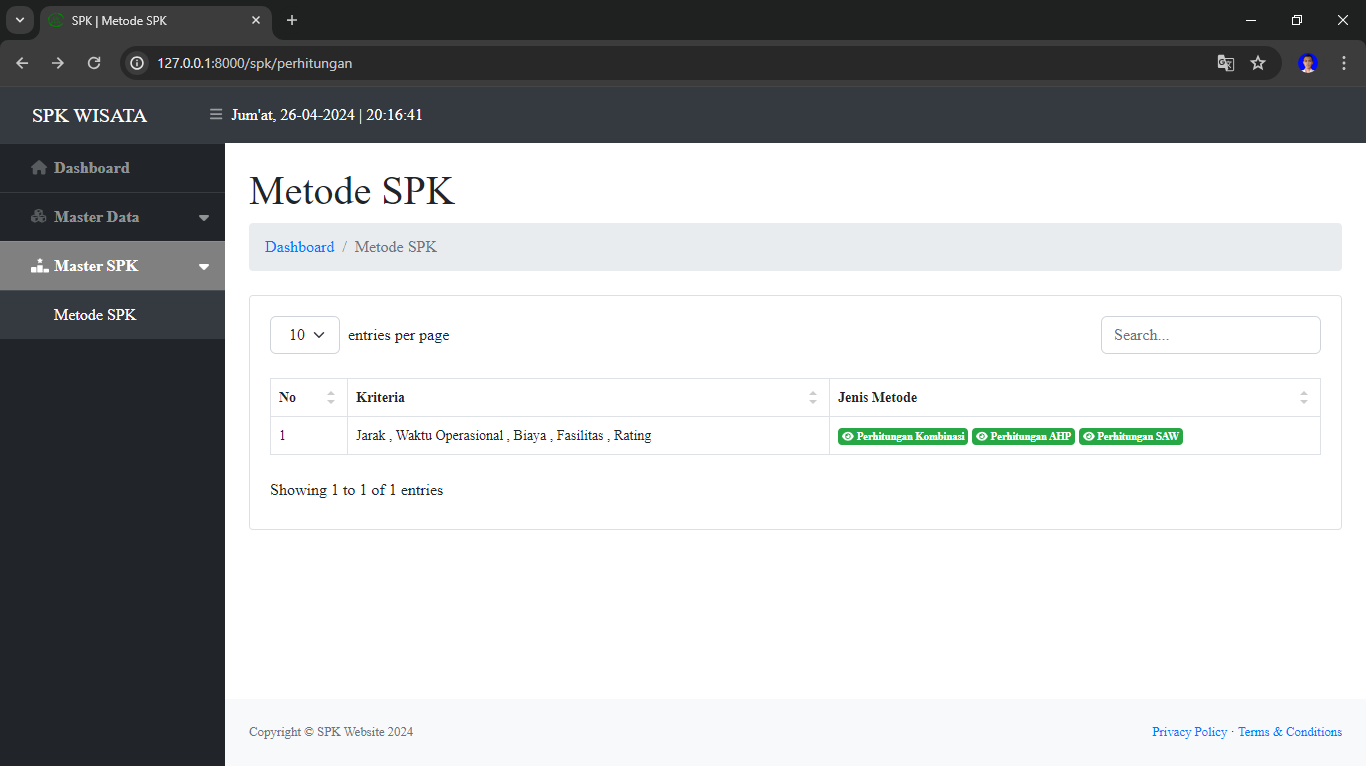 SPK | Metode SPK
127.0.0.1:8000/spk/perhitungan
SPK WISATA
Jum'at, 26-04-2024 | 20:16:41
Dashboard
Master Data
Master SPK
Metode SPK
Metode SPK
Dashboard / Metode SPK
10 entries per page
Search...
No Kriteria Jenis Metode
1 Jarak , Waktu Operasional , Biaya , Fasilitas , Rating Perhitungan Kombinasi Perhitungan AHP Perhitungan SAW
Showing 1 to 1 of 1 entries
Copyright © SPK Website 2024
Privacy Policy · Terms & Conditions